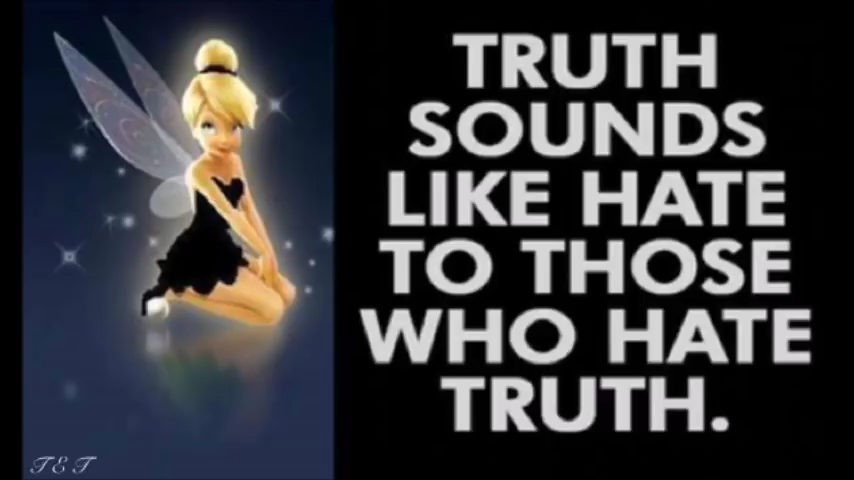 TRUTH
SOUNDS
LIKE HATE
TO THOSE
WHO HATE
TRUTH.
T&T